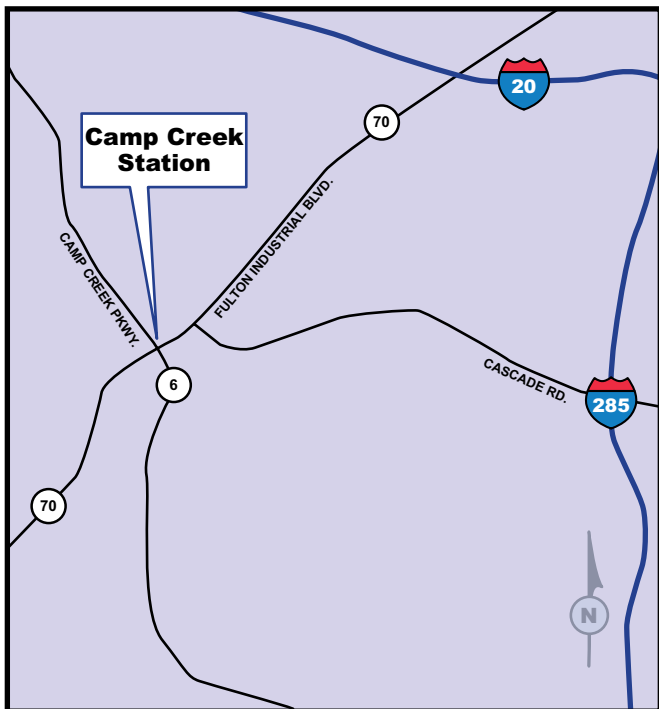 20
70
Camp Creek
Station
FULTON INDUSTRIAL BLVD.
CAMP CREEK PKWY.
6
CASCADE RD.
285
70
N